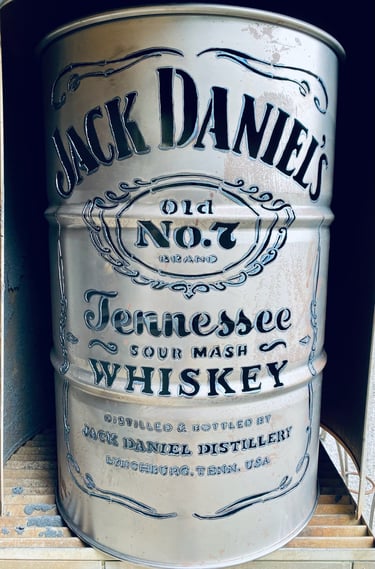 JACK DANIEL'S
Old
No.7
BRAND
Tennessee
SOUR MASH
WHISKEY
DISTILLED & BOTTLED BY
JACK DANIEL DISTILLERY
LYNCHBURG, TENN. USA